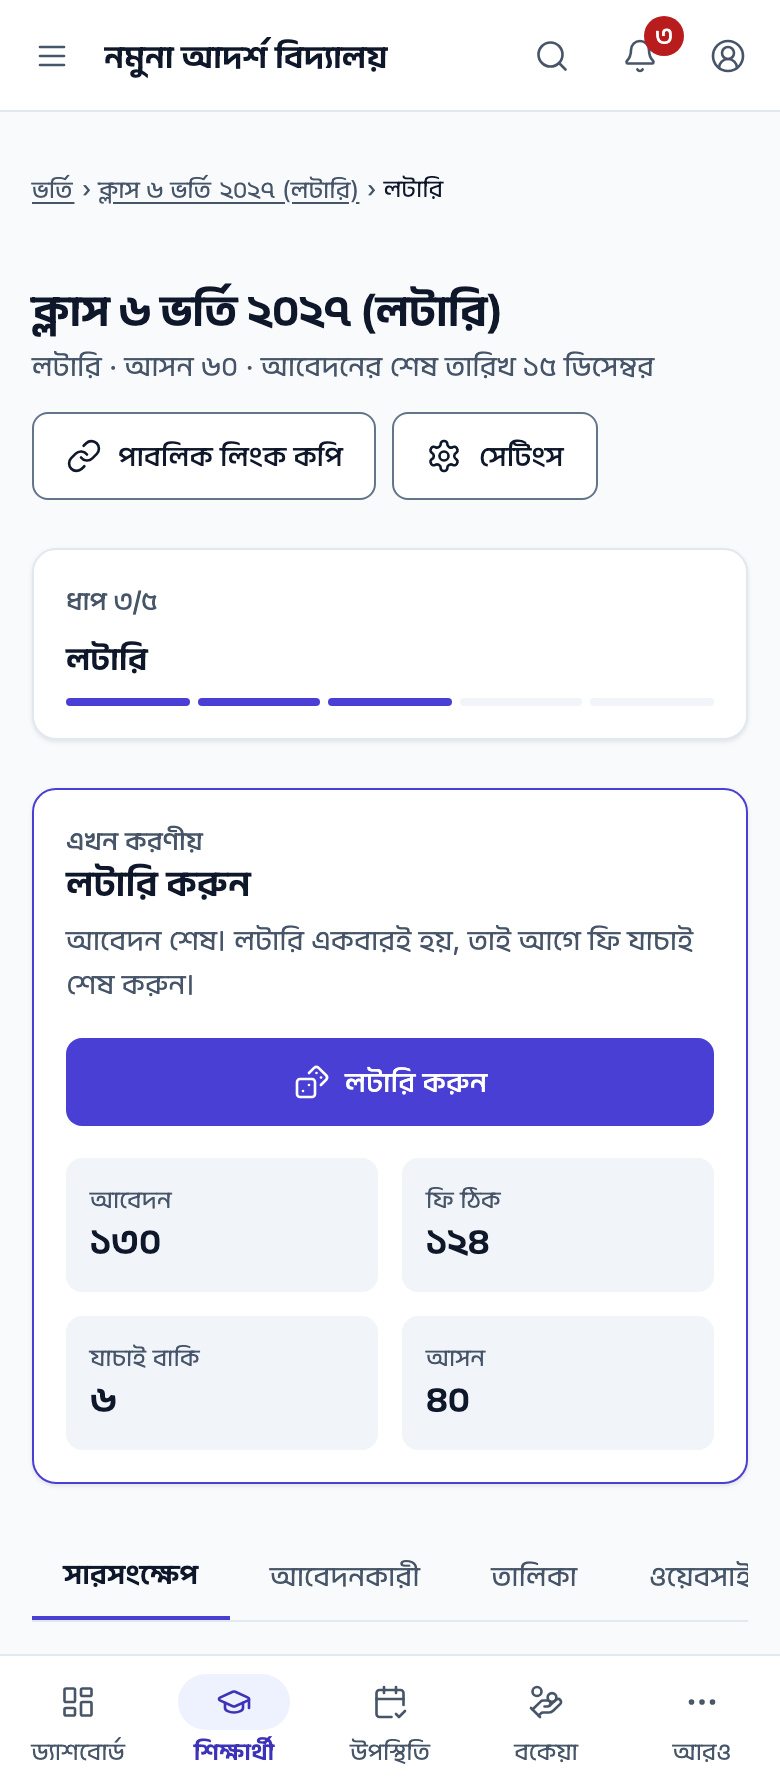 নমুনা আদর্শ বিদ্যালয়
৩
ভর্তি › ক্লাস ৬ ভর্তি ২০২৭ (লটারি) › লটারি
ক্লাস ৬ ভর্তি ২০২৭ (লটারি)
লটারি · আসন ৬০ · আবেদনের শেষ তারিখ ১৫ ডিসেম্বর
পাবলিক লিংক কপি
সেটিংস
ধাপ ৩/৫
লটারি
এখন করণীয়
লটারি করুন
আবেদন শেষ। লটারি একবারই হয়, তাই আগে ফি যাচাই
শেষ করুন।
লটারি করুন
আবেদন
১৩০
ফি ঠিক
১২৪
যাচাই বাকি
৬
আসন
৪০
সারসংক্ষেপ আবেদনকারী তালিকা ওয়েবসাই
ড্যাশবোর্ড শিক্ষার্থী উপস্থিতি বকেয়া আরও